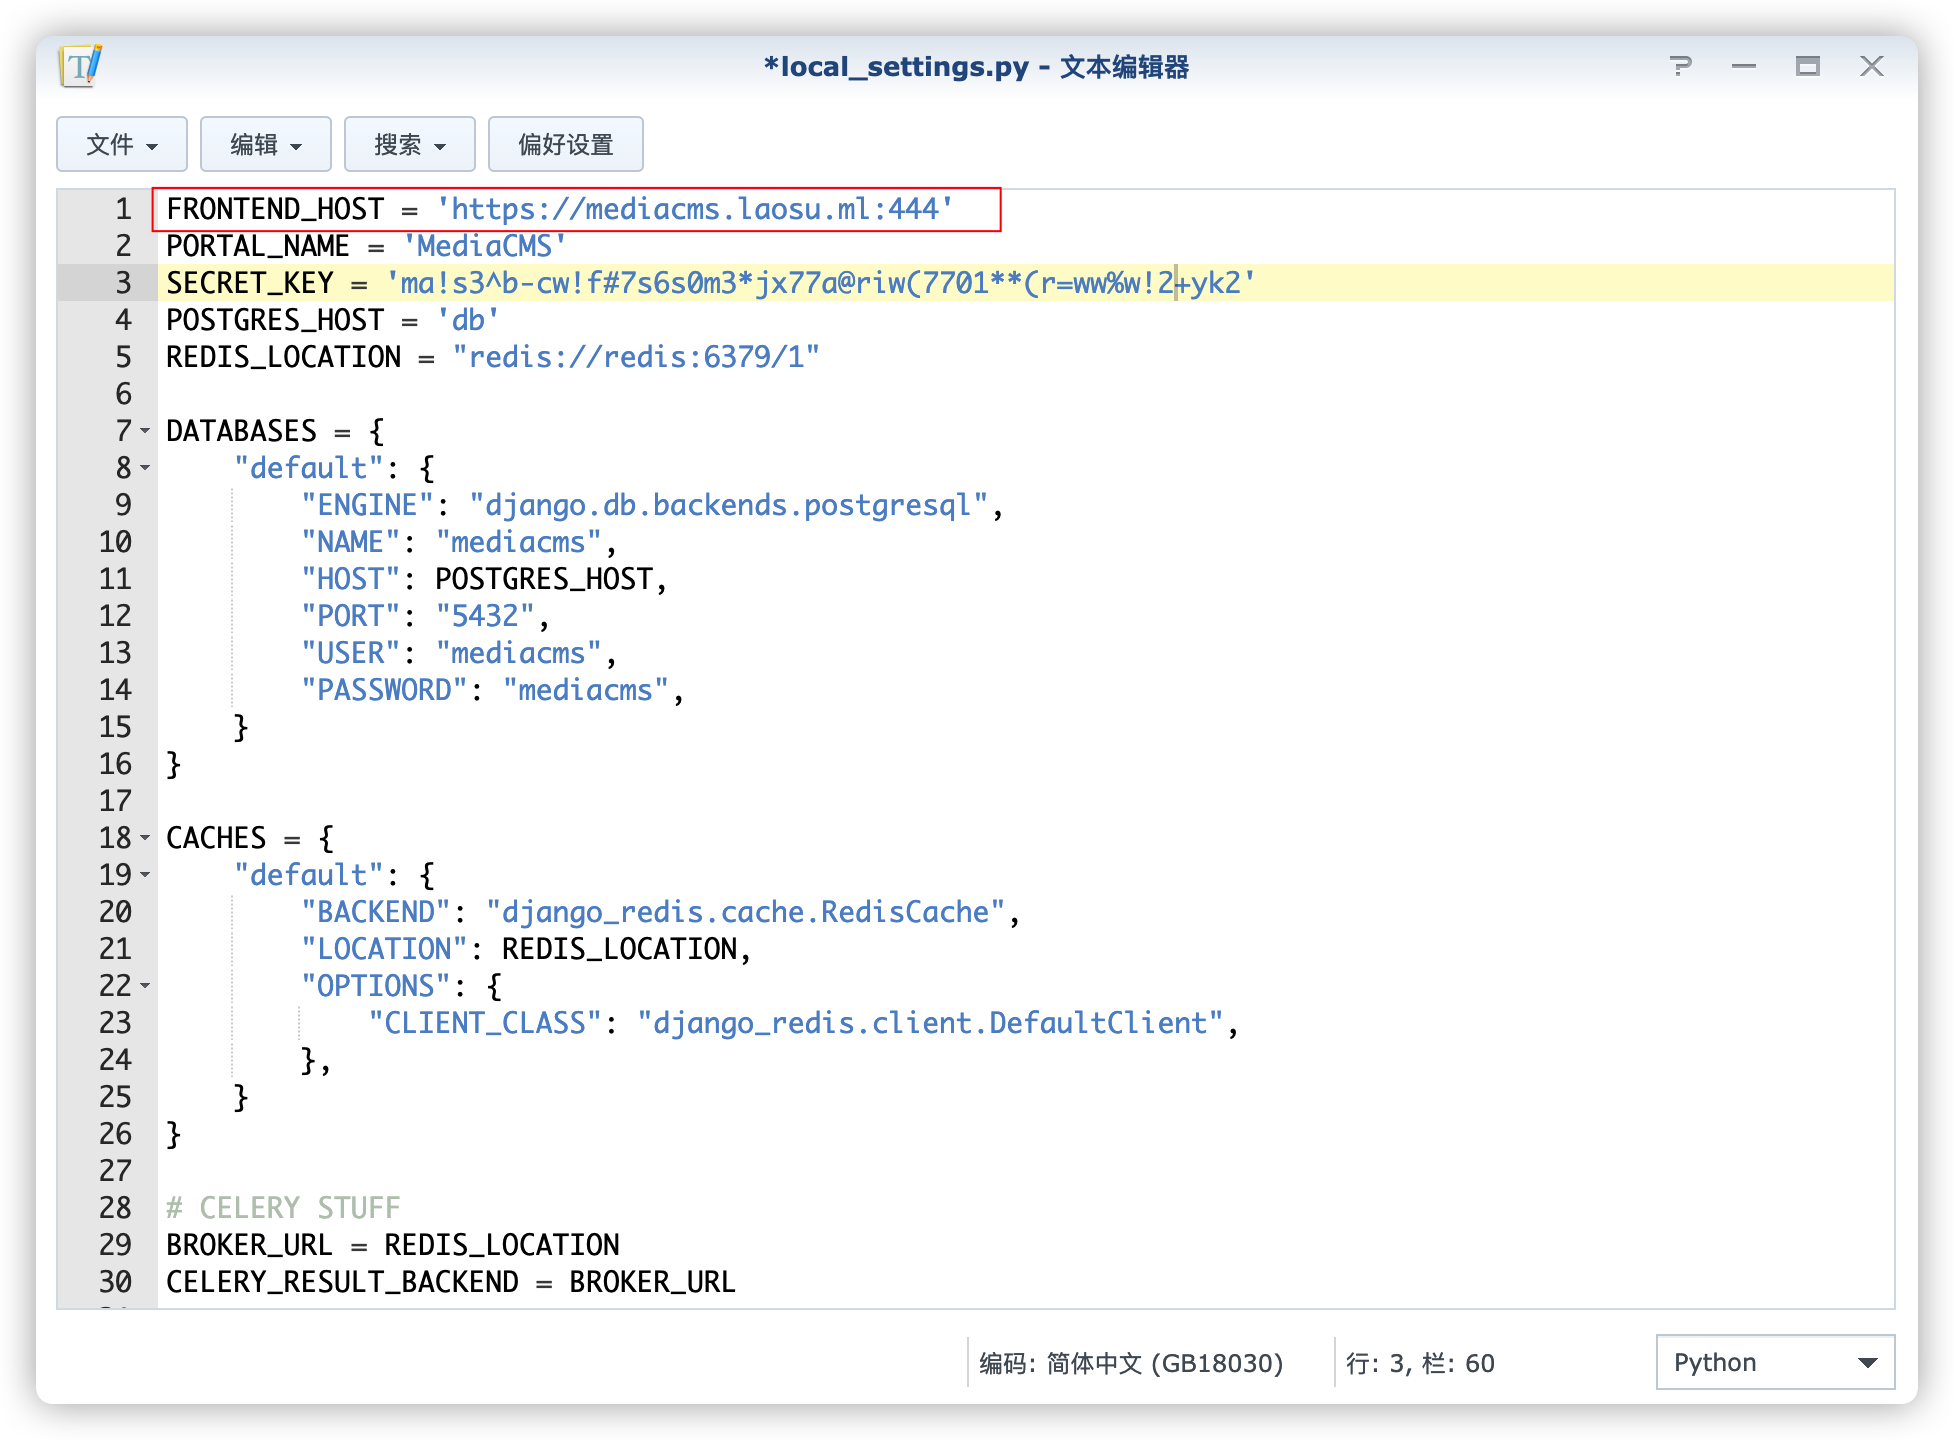 *local_settings.py - 文本编辑器
文件 编辑 搜索 偏好设置
1 FRONTEND_HOST = 'https://mediacms.laosu.ml:444'
2 PORTAL_NAME = 'MediaCMS'
3 SECRET_KEY = 'ma!s3^b-cw!f#7s6s0m3*jx77a@riw(7701**(r=ww%w!2+yk2'
4 POSTGRES_HOST = 'db'
5 REDIS_LOCATION = "redis://redis:6379/1"
6
7 DATABASES = {
8     "default": {
9         "ENGINE": "django.db.backends.postgresql",
10         "NAME": "mediacms",
11         "HOST": POSTGRES_HOST,
12         "PORT": "5432",
13         "USER": "mediacms",
14         "PASSWORD": "mediacms",
15     }
16 }
17
18 CACHES = {
19     "default": {
20         "BACKEND": "django_redis.cache.RedisCache",
21         "LOCATION": REDIS_LOCATION,
22         "OPTIONS": {
23             "CLIENT_CLASS": "django_redis.client.DefaultClient",
24         },
25     }
26 }
27
28 # CELERY STUFF
29 BROKER_URL = REDIS_LOCATION
30 CELERY_RESULT_BACKEND = BROKER_URL
编码: 简体中文 (GB18030) 行: 3, 栏: 60 Python